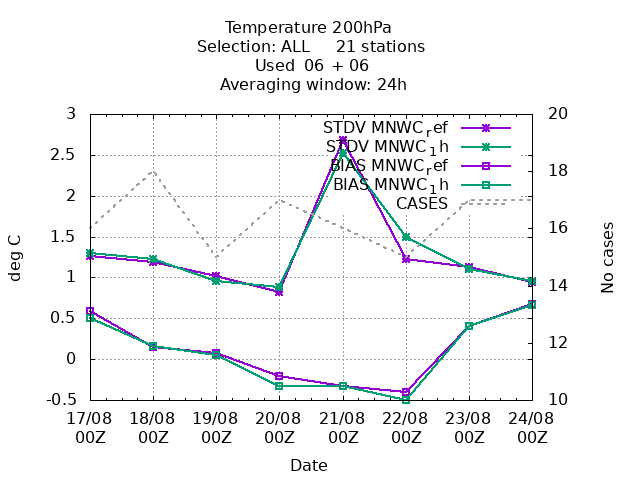 Temperature 200hPa
Selection: ALL 21 stations
Used 06 + 06
Averaging window: 24h
3
2.5
2
1.5
1
0.5
0
-0.5
20
18
16
14
12
10
STDV MNWC_ref
STDV MNWC_1h
BIAS MNWC_ref
BIAS MNWC_1h
CASES
deg C
No cases
17/08 18/08 19/08 20/08 21/08 22/08 23/08 24/08
00Z 00Z 00Z 00Z 00Z 00Z 00Z 00Z
Date